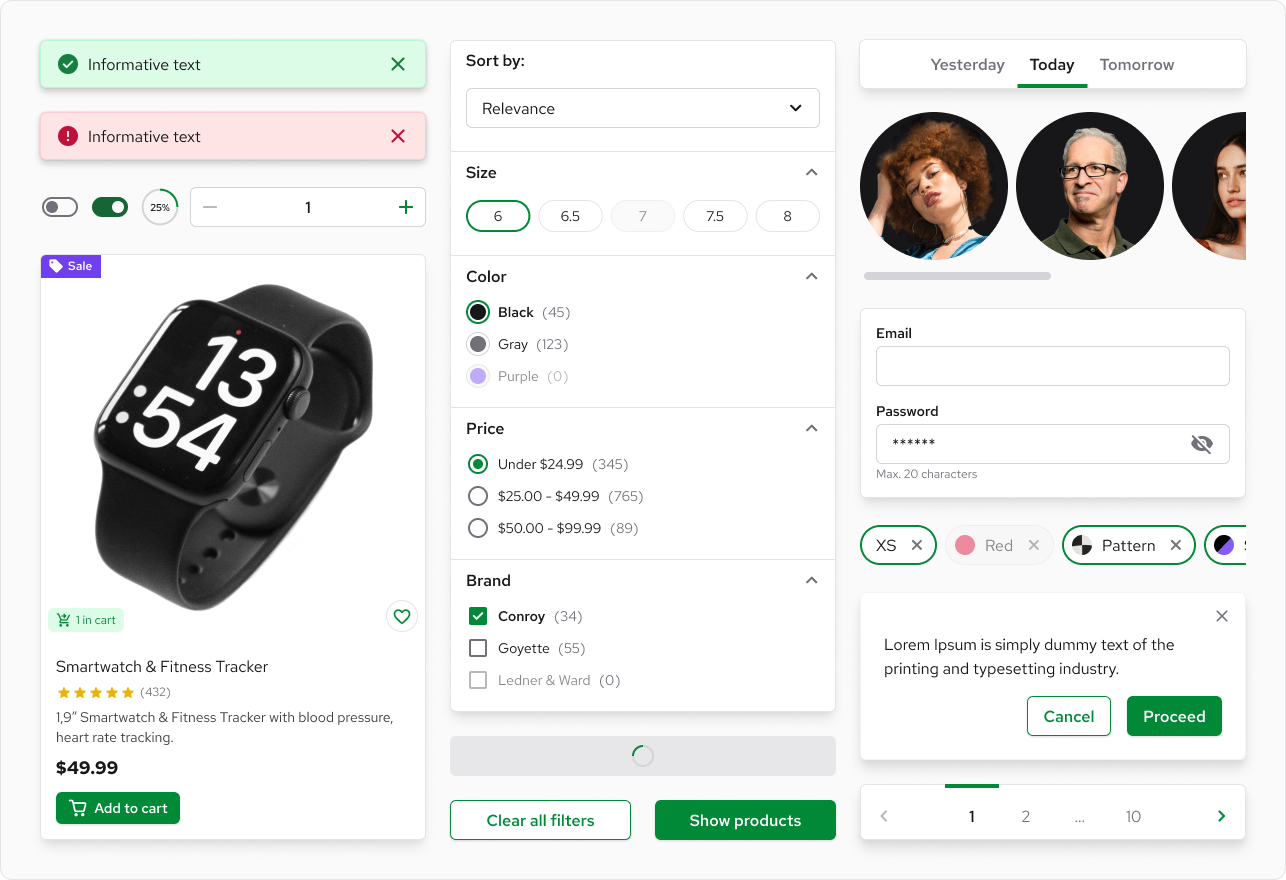 Informative text
Informative text
25%
1
Sale
13
:54
1 in cart
Smartwatch & Fitness Tracker
(432)
1,9” Smartwatch & Fitness Tracker with blood pressure,
heart rate tracking.
$49.99
Add to cart
Sort by:
Relevance
Size
6 6.5 7 7.5 8
Color
Black (45)
Gray (123)
Purple (0)
Price
Under $24.99 (345)
$25.00 - $49.99 (765)
$50.00 - $99.99 (89)
Brand
Conroy (34)
Goyette (55)
Ledner & Ward (0)
Clear all filters Show products
Yesterday Today Tomorrow
Email
Password
******
Max. 20 characters
XS Red Pattern
Lorem Ipsum is simply dummy text of the
printing and typesetting industry.
Cancel Proceed
1 2 ... 10